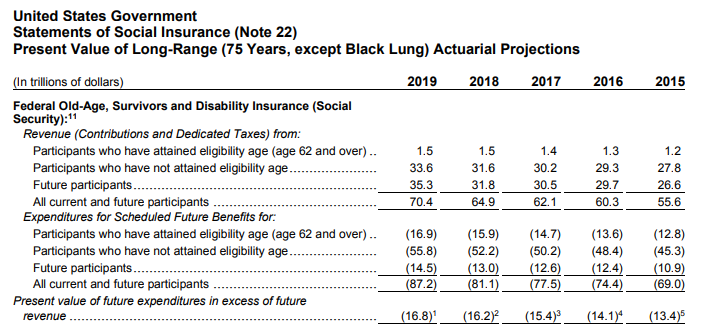 United States Government
Statements of Social Insurance (Note 22)
Present Value of Long-Range (75 Years, except Black Lung) Actuarial Projections
(In trillions of dollars) 2019 2018 2017 2016 2015
Federal Old-Age, Survivors and Disability Insurance (Social
Security):¹¹
Revenue (Contributions and Dedicated Taxes) from:
Participants who have attained eligibility age (age 62 and over) .. 1.5 1.5 1.4 1.3 1.2
Participants who have not attained eligibility age........................ 33.6 31.6 30.2 29.3 27.8
Future participants............................................................. 35.3 31.8 30.5 29.7 26.6
All current and future participants ......................................... 70.4 64.9 62.1 60.3 55.6
Expenditures for Scheduled Future Benefits for:
Participants who have attained eligibility age (age 62 and over) .. (16.9) (15.9) (14.7) (13.6) (12.8)
Participants who have not attained eligibility age........................ (55.8) (52.2) (50.2) (48.4) (45.3)
Future participants............................................................. (14.5) (13.0) (12.6) (12.4) (10.9)
All current and future participants ......................................... (87.2) (81.1) (77.5) (74.4) (69.0)
Present value of future expenditures in excess of future
revenue ........................................................................... (16.8)¹ (16.2)² (15.4)³ (14.1)⁴ (13.4)⁵